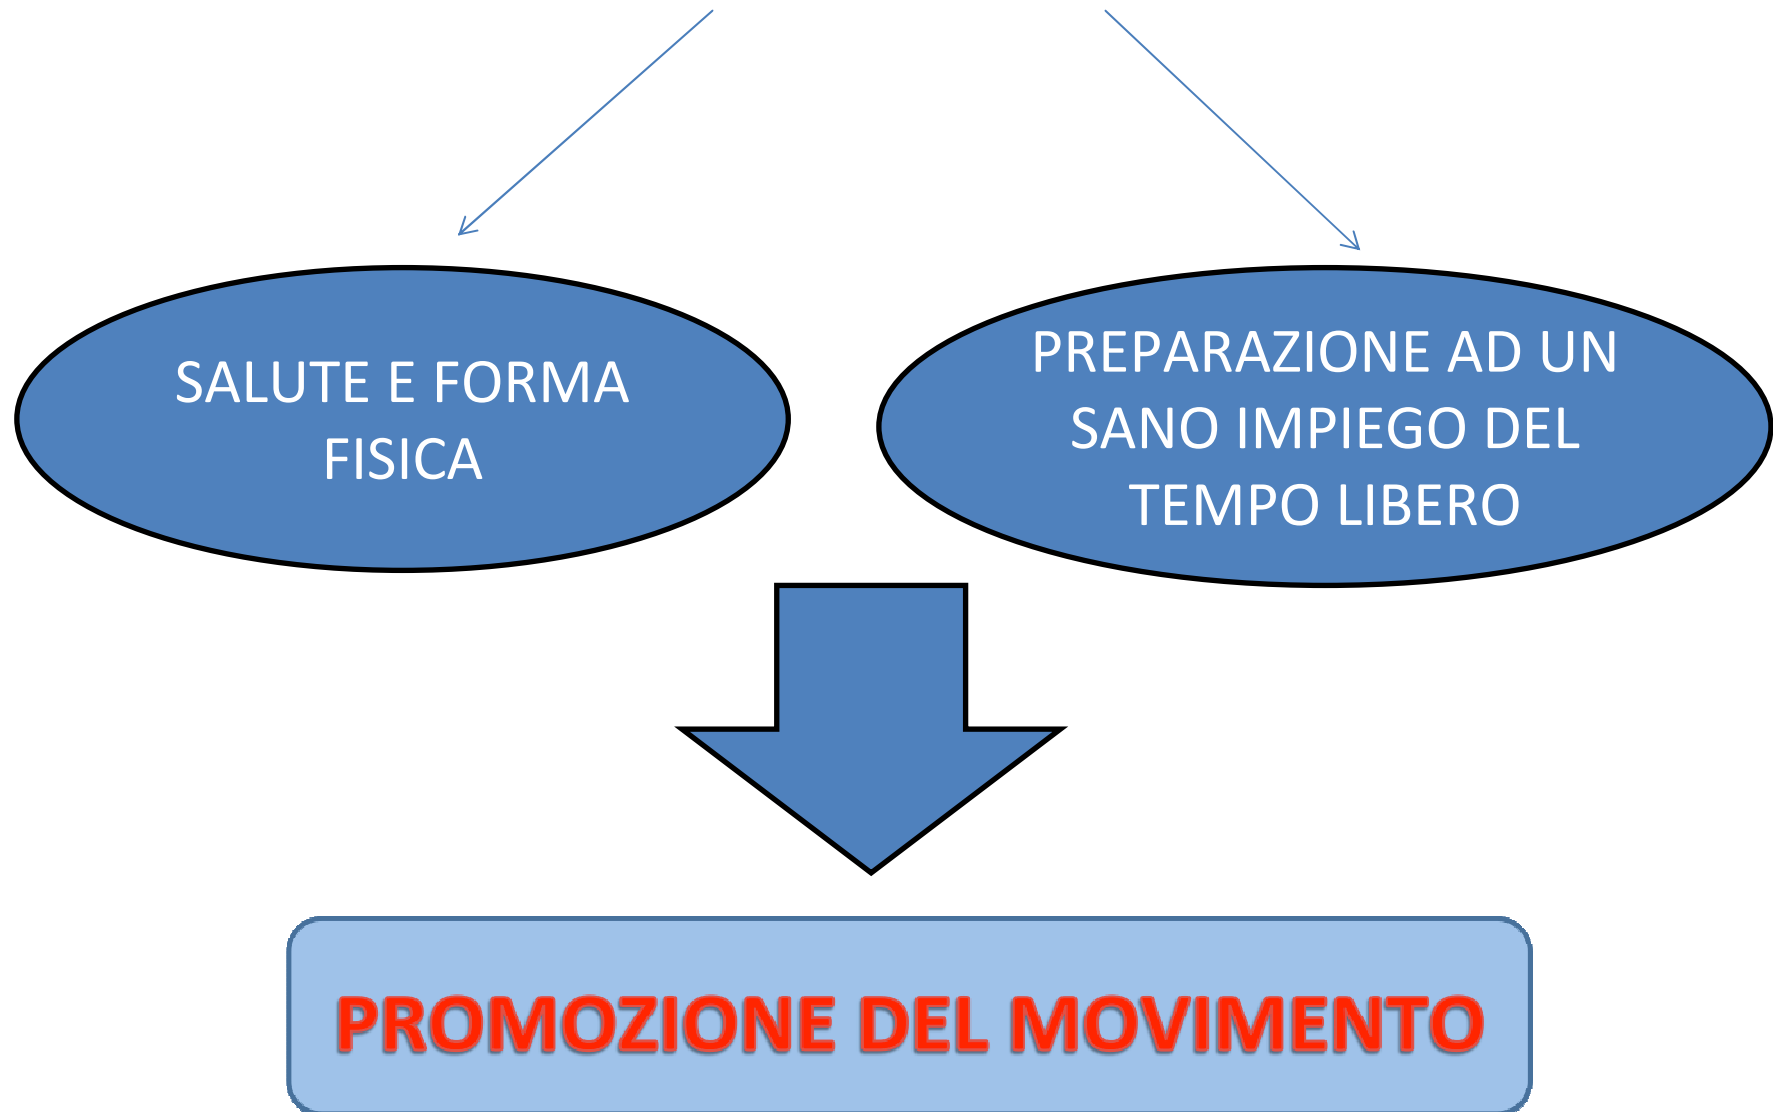 SALUTE E FORMA
FISICA
PREPARAZIONE AD UN
SANO IMPIEGO DEL
TEMPO LIBERO
PROMOZIONE DEL MOVIMENTO